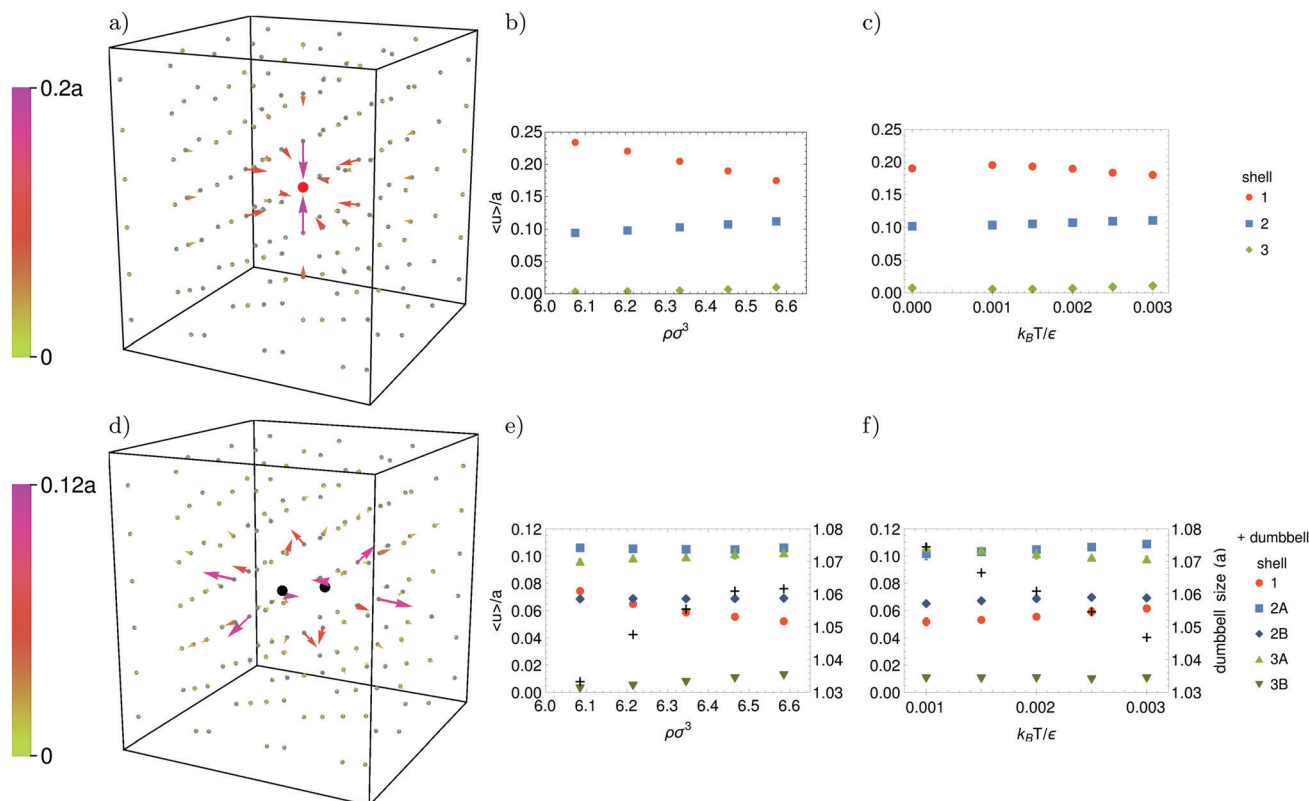 a)
0.2a
0
b)
<u>/a
0.25
0.20
0.15
0.10
0.05
0.00
6.0 6.1 6.2 6.3 6.4 6.5 6.6
ρσ³
c)
0.25
0.20
0.15
0.10
0.05
0.00
0.000 0.001 0.002 0.003
k_BT/ϵ
shell
1
2
3
d)
0.12a
0
e)
<u>/a
0.12
0.10
0.08
0.06
0.04
0.02
0.00
1.08
1.07
1.06
1.05
1.04
1.03
6.0 6.1 6.2 6.3 6.4 6.5 6.6
ρσ³
f)
0.12
0.10
0.08
0.06
0.04
0.02
0.00
1.08
1.07
1.06
1.05
1.04
1.03
dumbbell size (a)
0.001 0.002 0.003
k_BT/ϵ
+ dumbbell
shell
1
2A
2B
3A
3B